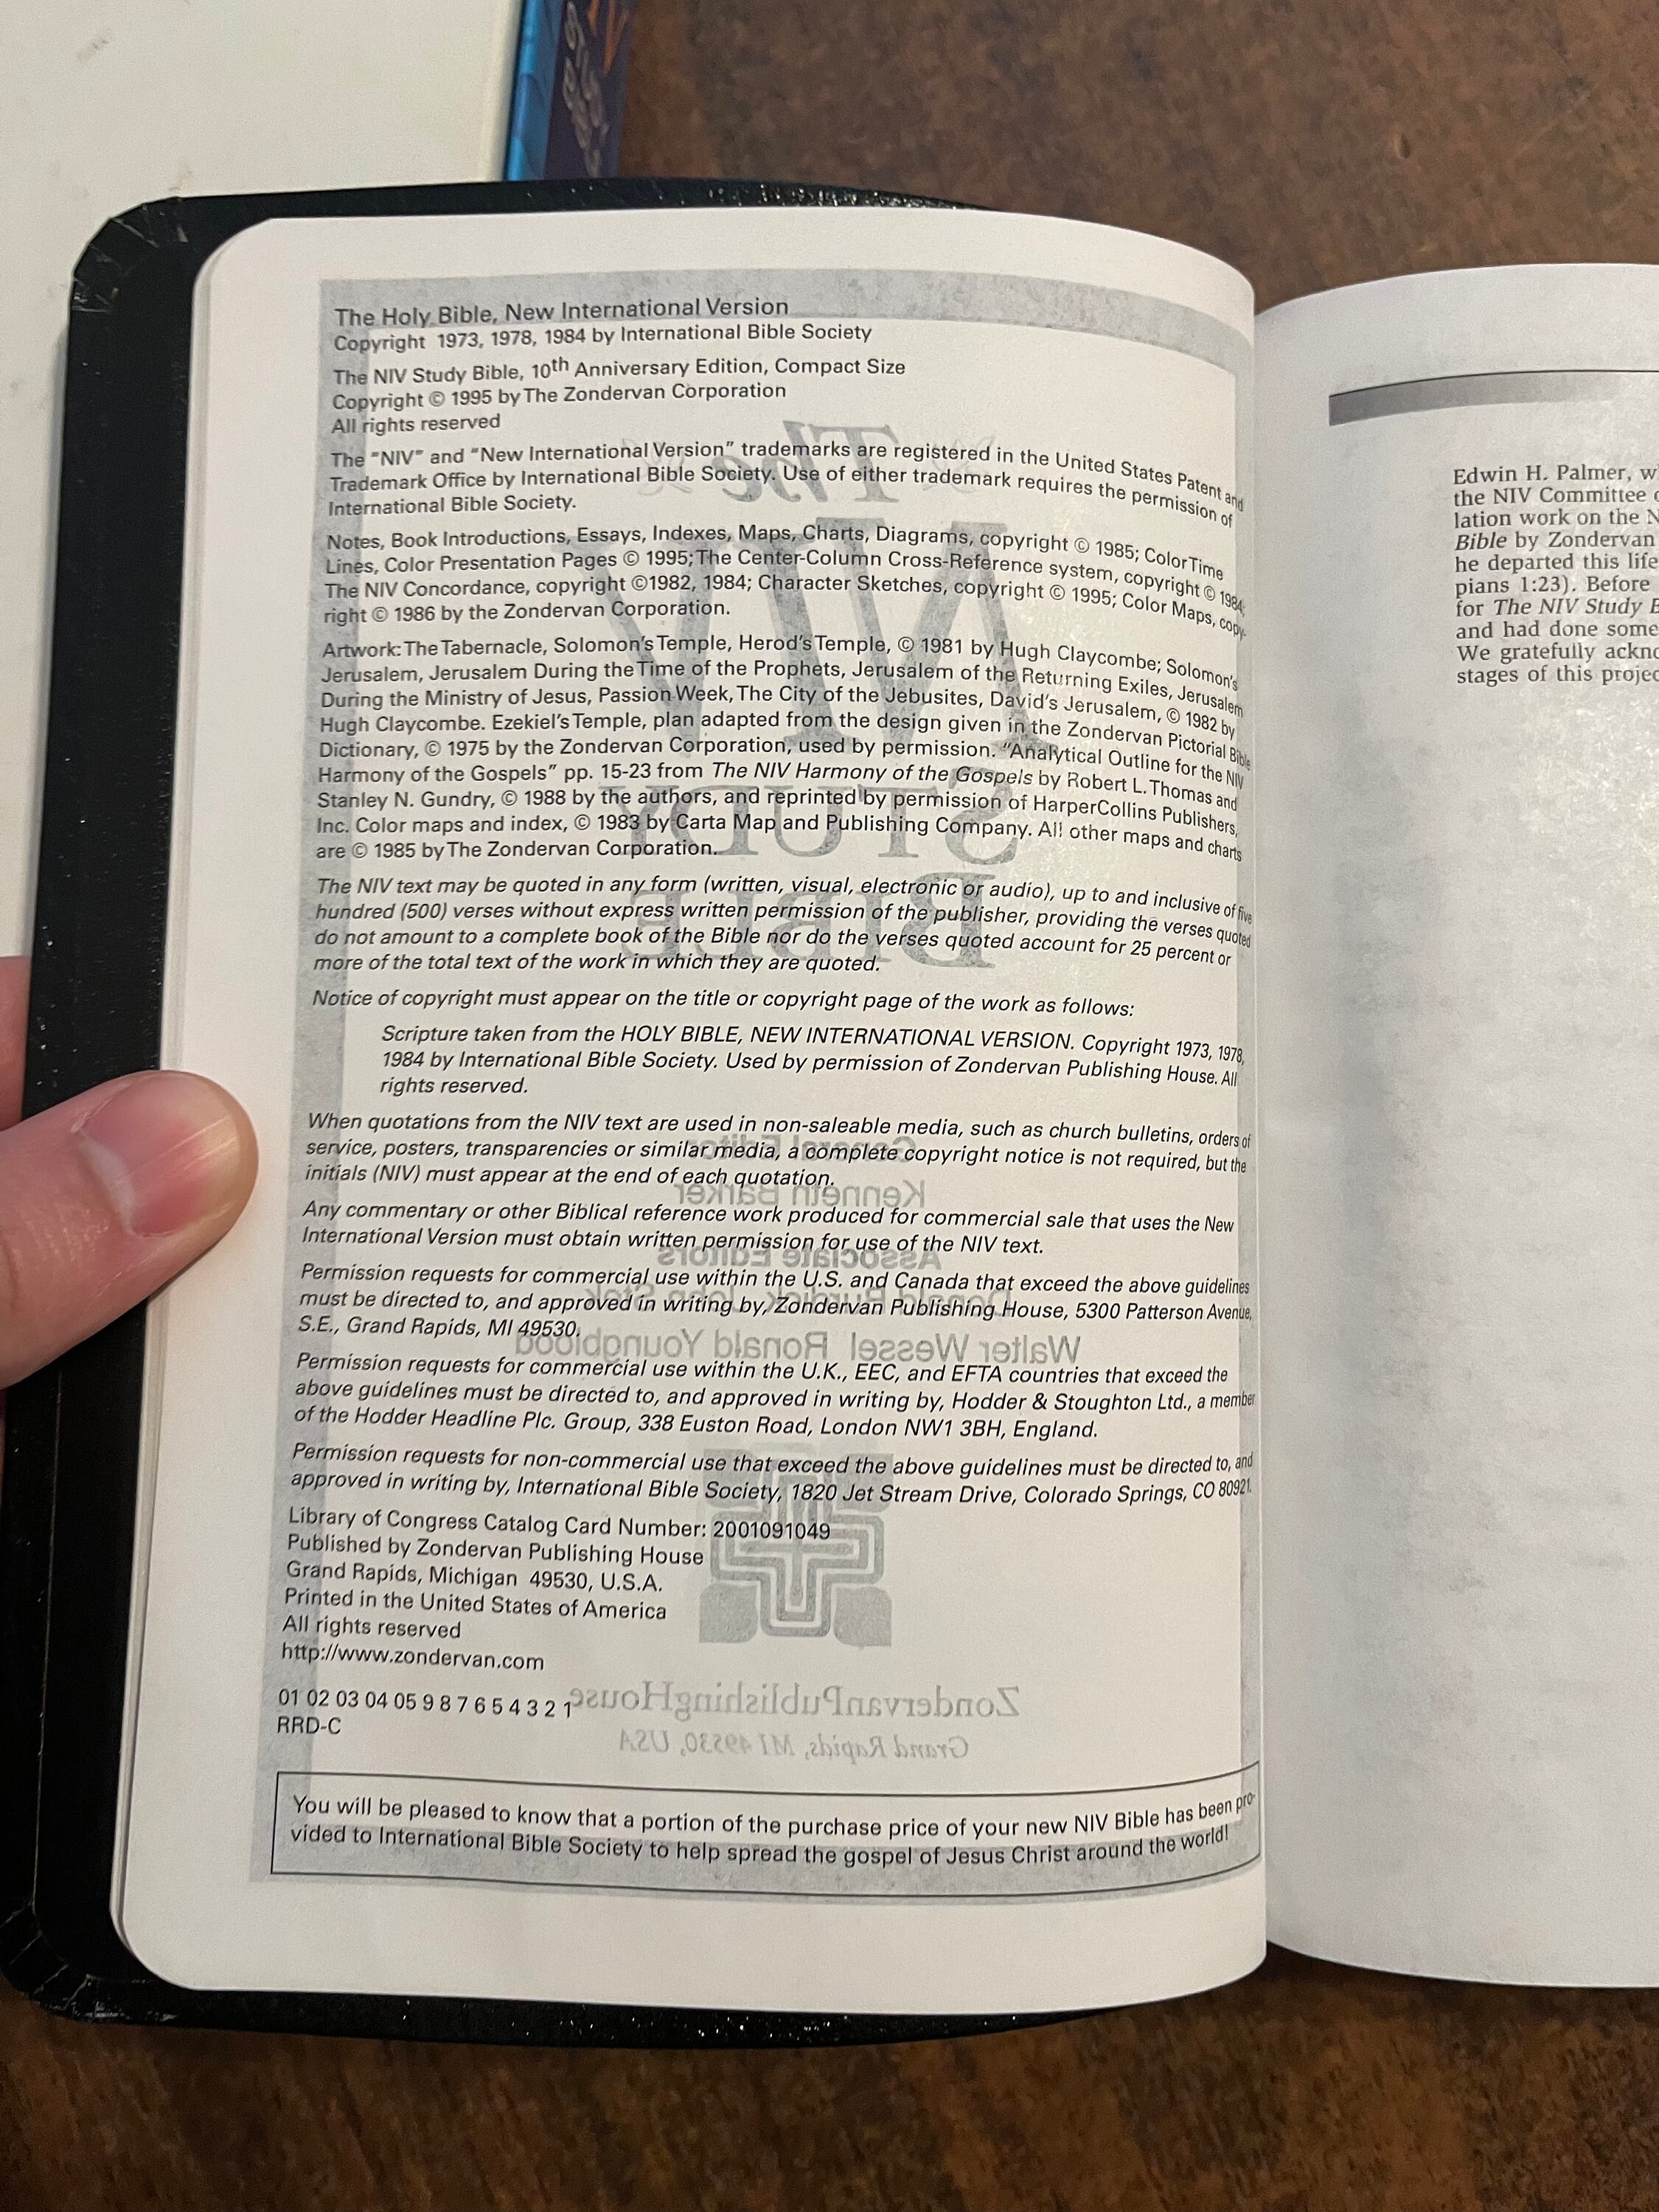 The Holy Bible, New International Version
Copyright 1973, 1978, 1984 by International Bible Society
The NIV Study Bible, 10th Anniversary Edition, Compact Size
Copyright © 1995 by The Zondervan Corporation
All rights reserved
The "NIV" and "New International Version" trademarks are registered in the United States Patent and
Trademark Office by International Bible Society. Use of either trademark requires the permission of
International Bible Society.
Notes, Book Introductions, Essays, Indexes, Maps, Charts, Diagrams, copyright © 1985; ColorTime
Lines, Color Presentation Pages © 1995; The Center-Column Cross-Reference system, copyright © 1984;
The NIV Concordance, copyright ©1982, 1984; Character Sketches, copyright © 1995; Color Maps, copy-
right © 1986 by the Zondervan Corporation.
Artwork: The Tabernacle, Solomon's Temple, Herod's Temple, © 1981 by Hugh Claycombe; Solomon's
Jerusalem, Jerusalem During the Time of the Prophets, Jerusalem of the Returning Exiles, Jerusalem
During the Ministry of Jesus, Passion Week, The City of the Jebusites, David's Jerusalem, © 1982 by
Hugh Claycombe. Ezekiel's Temple, plan adapted from the design given in the Zondervan Pictorial Bible
Dictionary, © 1975 by the Zondervan Corporation, used by permission. "Analytical Outline for the NIV
Harmony of the Gospels" pp. 15-23 from The NIV Harmony of the Gospels by Robert L. Thomas and
Stanley N. Gundry, © 1988 by the authors, and reprinted by permission of HarperCollins Publishers,
Inc. Color maps and index, © 1983 by Carta Map and Publishing Company. All other maps and charts
are © 1985 by The Zondervan Corporation.
The NIV text may be quoted in any form (written, visual, electronic or audio), up to and inclusive of five
hundred (500) verses without express written permission of the publisher, providing the verses quoted
do not amount to a complete book of the Bible nor do the verses quoted account for 25 percent or
more of the total text of the work in which they are quoted.
Notice of copyright must appear on the title or copyright page of the work as follows:
Scripture taken from the HOLY BIBLE, NEW INTERNATIONAL VERSION. Copyright 1973, 1978,
1984 by International Bible Society. Used by permission of Zondervan Publishing House. All
rights reserved.
When quotations from the NIV text are used in non-saleable media, such as church bulletins, orders of
service, posters, transparencies or similar media, a complete copyright notice is not required, but the
initials (NIV) must appear at the end of each quotation.
Any commentary or other Biblical reference work produced for commercial sale that uses the New
International Version must obtain written permission for use of the NIV text.
Permission requests for commercial use within the U.S. and Canada that exceed the above guidelines
must be directed to, and approved in writing by, Zondervan Publishing House, 5300 Patterson Avenue,
S.E., Grand Rapids, MI 49530.
Permission requests for commercial use within the U.K., EEC, and EFTA countries that exceed the
above guidelines must be directed to, and approved in writing by, Hodder & Stoughton Ltd., a member
of the Hodder Headline Plc. Group, 338 Euston Road, London NW1 3BH, England.
Permission requests for non-commercial use that exceed the above guidelines must be directed to, and
approved in writing by, International Bible Society, 1820 Jet Stream Drive, Colorado Springs, CO 80921.
Library of Congress Catalog Card Number: 2001091049
Published by Zondervan Publishing House
Grand Rapids, Michigan 49530, U.S.A.
Printed in the United States of America
All rights reserved
http://www.zondervan.com
01 02 03 04 05 9 8 7 6 5 4 3 2 1
RRD-C
You will be pleased to know that a portion of the purchase price of your new NIV Bible has been pro-
vided to International Bible Society to help spread the gospel of Jesus Christ around the world!
Edwin H. Palmer, w
the NIV Committee
lation work on the N
Bible by Zondervan
he departed this life
pians 1:23). Before
for The NIV Study B
and had done some
We gratefully ackno
stages of this projec
The
NIV
STUDY
BIBLE
General Editor
Kenneth Barker
Associate Editors
Donald Burdick, John Stek
Walter Wessel Ronald Youngblood
ZondervanPublishingHouse
Grand Rapids, MI 49530, USA